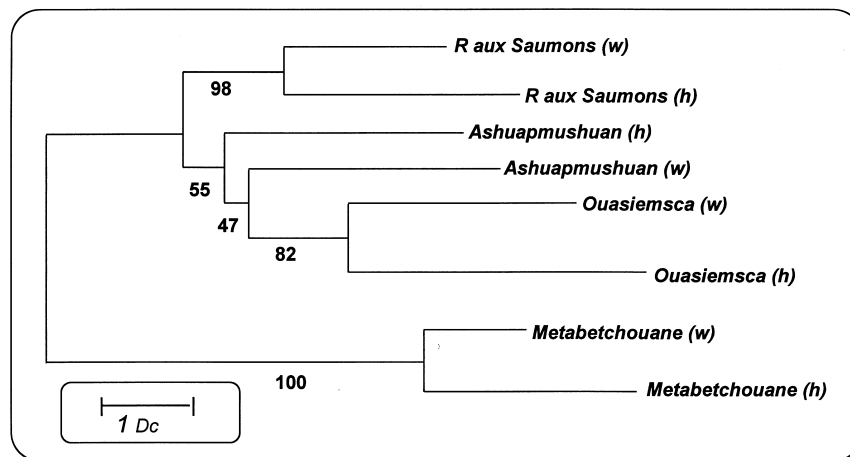 R aux Saumons (w)
98
R aux Saumons (h)
Ashuapmushuan (h)
Ashuapmushuan (w)
55
Ouasiemsca (w)
47
82
Ouasiemsca (h)
Metabetchouane (w)
100
Metabetchouane (h)
1 Dc